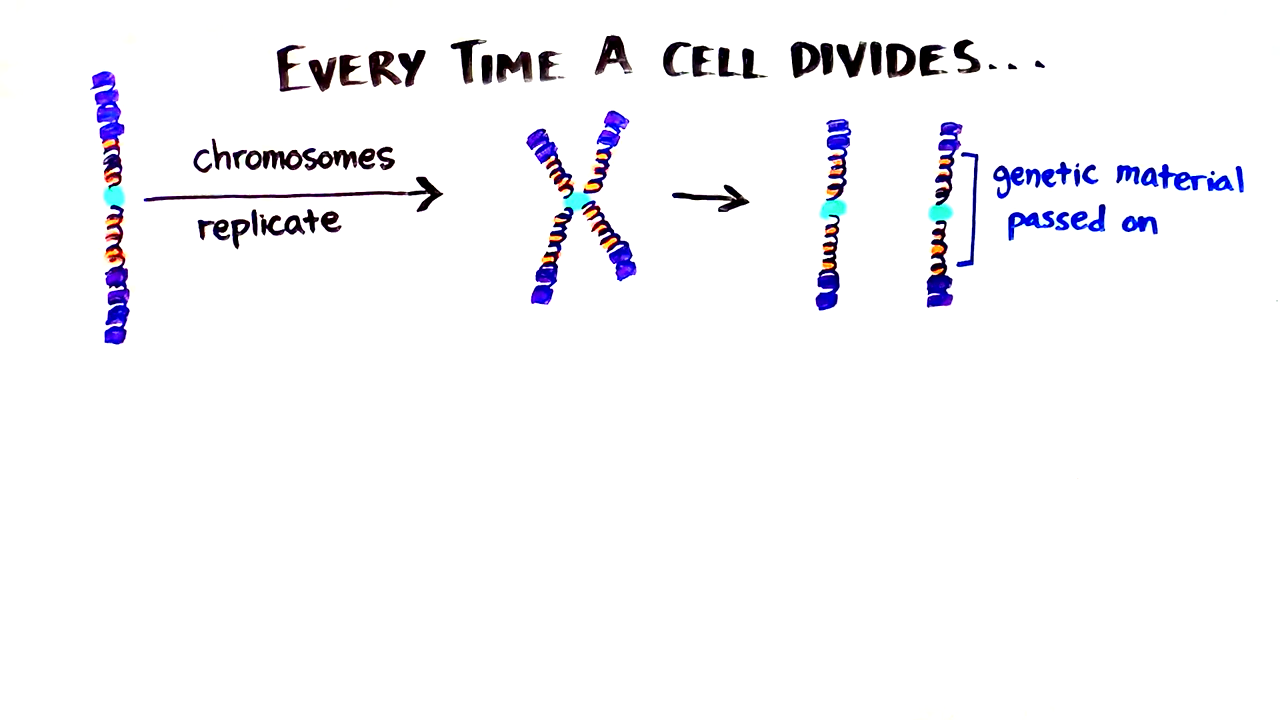 EVERY TIME A CELL DIVIDES...
chromosomes
replicate
genetic material
passed on